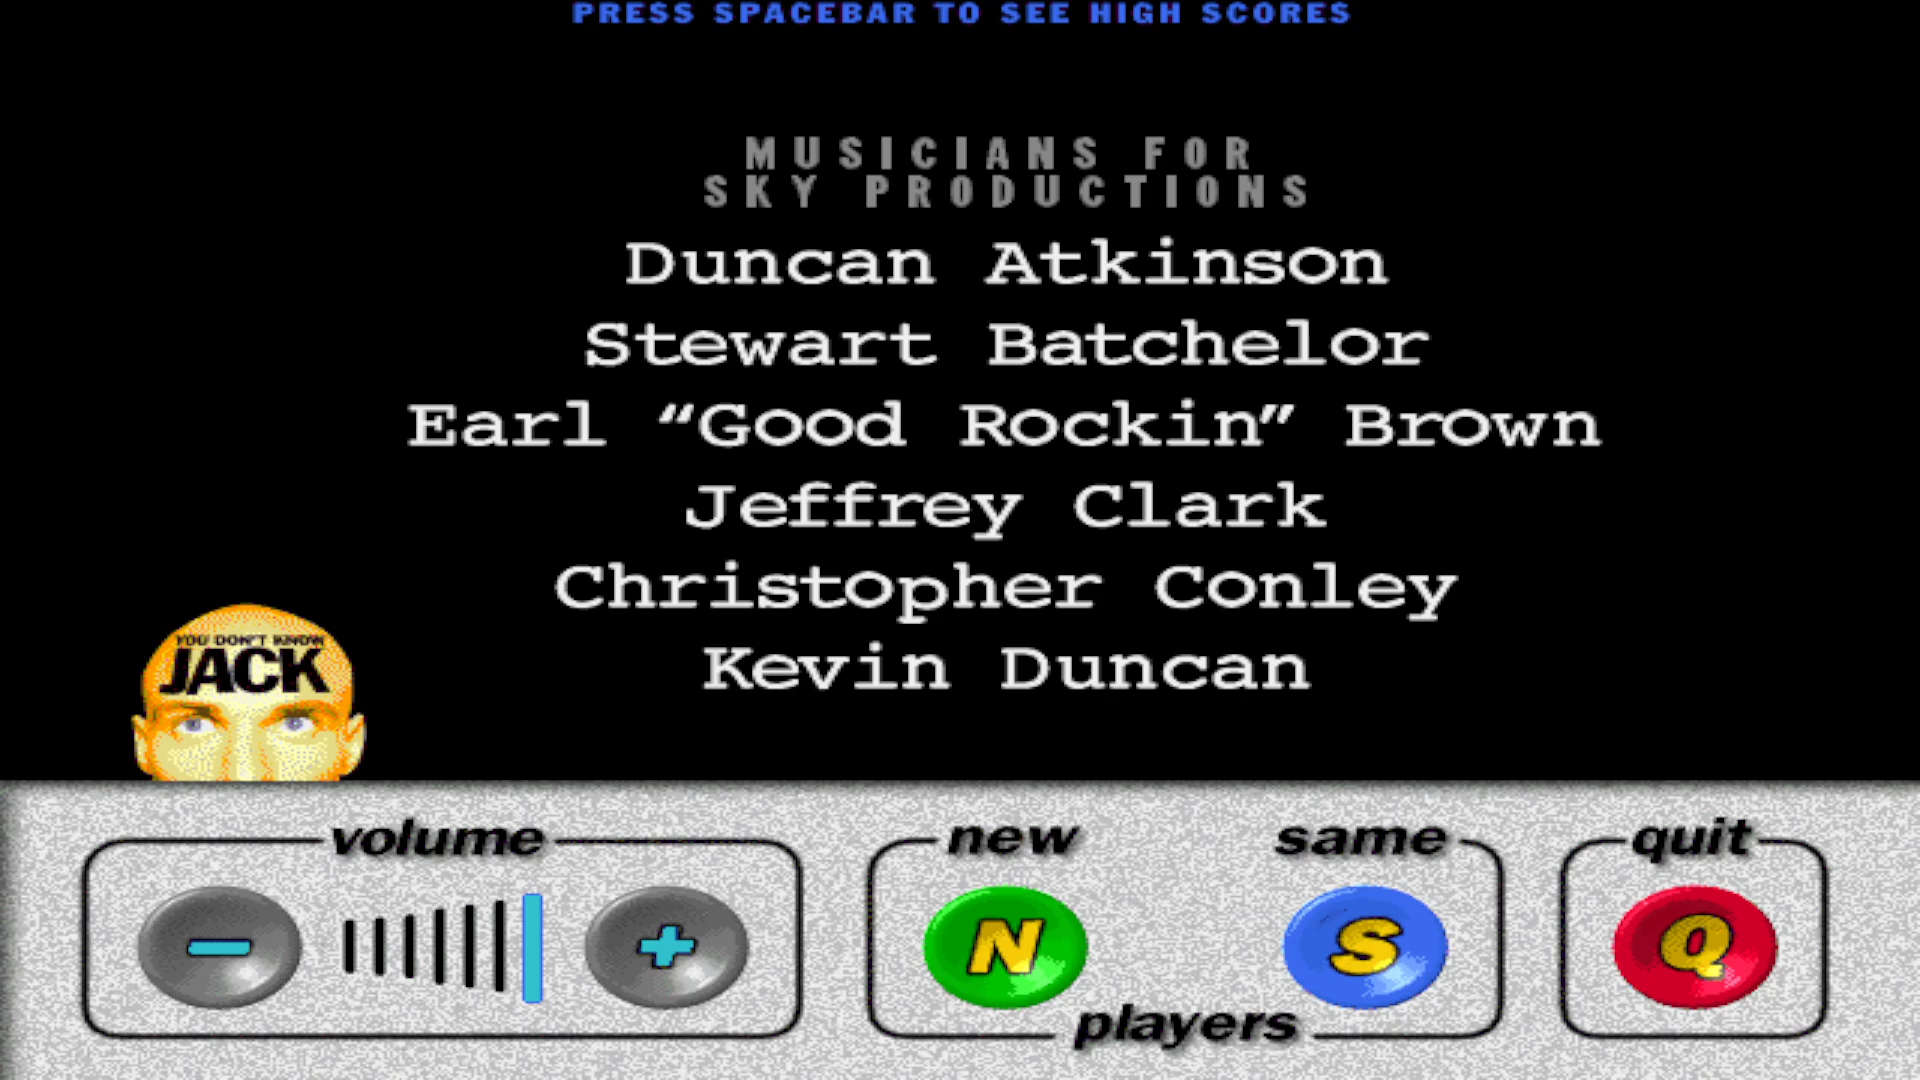 PRESS SPACEBAR TO SEE HIGH SCORES
MUSICIANS FOR
SKY PRODUCTIONS
Duncan Atkinson
Stewart Batchelor
Earl “Good Rockin” Brown
Jeffrey Clark
Christopher Conley
Kevin Duncan
YOU DON'T KNOW
JACK
volume
new
same
quit
−
+
N
S
Q
players